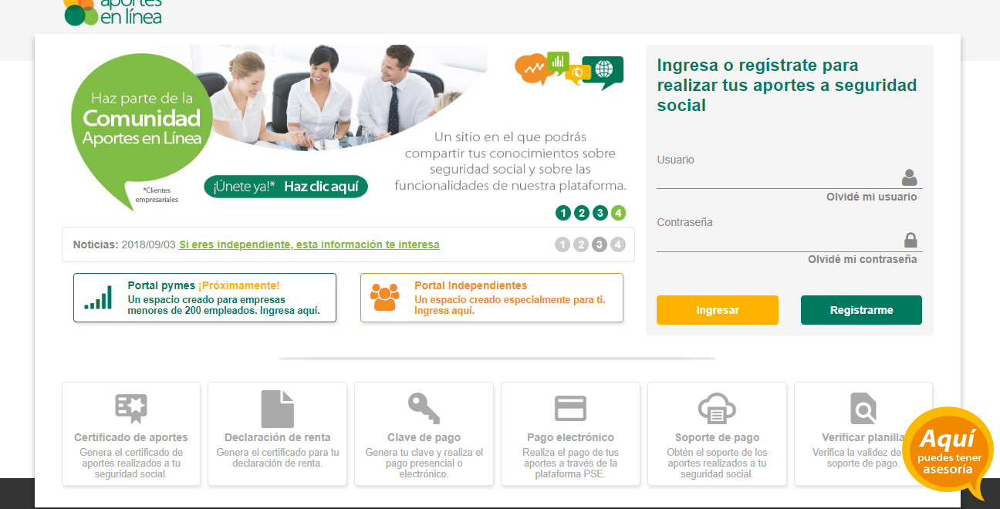 aportes
en línea
Haz parte de la
Comunidad
Aportes en Línea
*Clientes
empresariales
¡Únete ya!* Haz clic aquí
Un sitio en el que podrás
compartir tus conocimientos sobre
seguridad social y sobre las
funcionalidades de nuestra plataforma.
1 2 3 4
Noticias: 2018/09/03 Si eres independiente, esta información te interesa
1 2 3 4
Portal pymes ¡Próximamente!
Un espacio creado para empresas
menores de 200 empleados. Ingresa aquí.
Portal Independientes
Un espacio creado especialmente para ti.
Ingresa aquí.
Ingresa o regístrate para
realizar tus aportes a seguridad
social
Usuario
Olvidé mi usuario
Contraseña
Olvidé mi contraseña
Ingresar
Registrarme
Certificado de aportes
Genera el certificado de
aportes realizados a tu
seguridad social.
Declaración de renta
Genera el certificado para tu
declaración de renta.
Clave de pago
Genera tu clave y realiza el
pago presencial o
electrónico.
Pago electrónico
Realiza el pago de tus
aportes a través de la
plataforma PSE.
Soporte de pago
Obtén el soporte de los
aportes realizados a tu
seguridad social.
Verificar planilla
Verifica la validez de
soporte de pago.
Aquí
puedes tener
asesoría